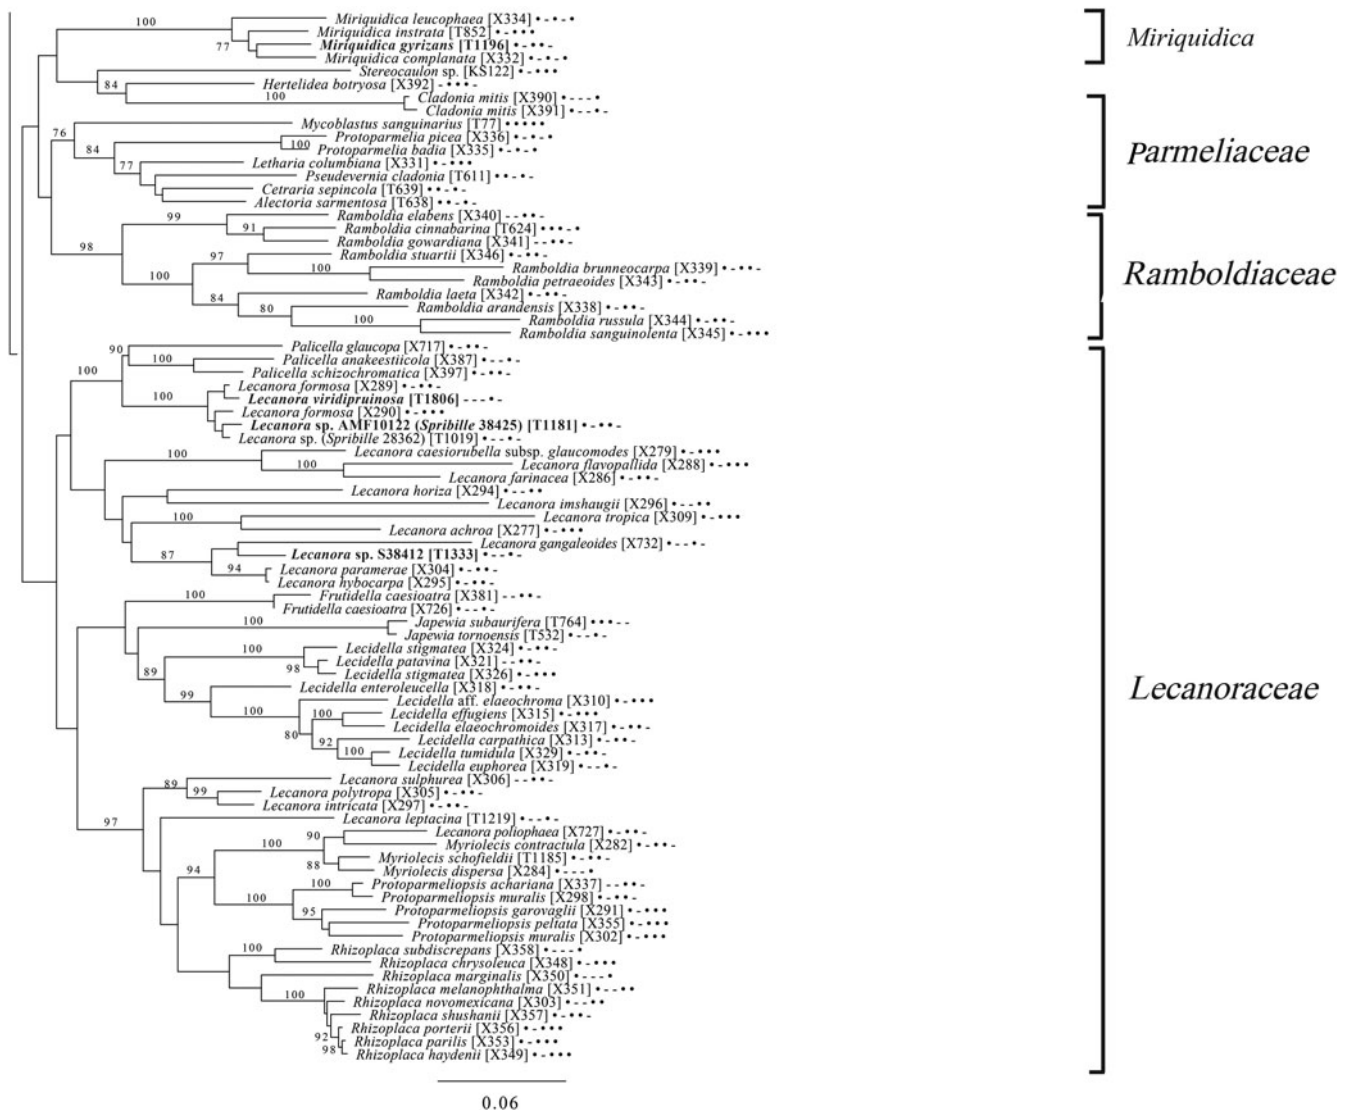 100
Miriquidica leucophaea [X334] •-•-•
Miriquidica instrata [T852] •-•••
77
Miriquidica gyrizans [T1196] •-••-
Miriquidica complanata [X332] •-•-•
Miriquidica
Stereocaulon sp. [KS122] •-•••
84
Hertelidea botryosa [X392] -•••-
100
Cladonia mitis [X390] •---•
Cladonia mitis [X391] •--•-
76
Mycoblastus sanguinarius [T77] •••••
84
Protoparmelia picea [X336] •-•-•
100
Protoparmelia badia [X335] •-•-•
77
Letharia columbiana [X331] •-•••
Pseudevernia cladonia [T611] ••-•-
Cetraria sepincola [T639] ••-•-
Alectoria sarmentosa [T638] ••-•-
Parmeliaceae
98
99
Ramboldia elabens [X340] --••-
91
Ramboldia cinnabarina [T624] •••-•
Ramboldia gowardiana [X341] --••-
97
Ramboldia stuartii [X346] •-••-
100
100
Ramboldia brunneocarpa [X339] •-••-
Ramboldia petraeoides [X343] •-••-
84
Ramboldia laeta [X342] •-••-
80
Ramboldia arandensis [X338] •-••-
100
Ramboldia russula [X344] •-••-
Ramboldia sanguinolenta [X345] •-•••
Ramboldiaceae
90
Palicella glaucopa [X717] •-••-
100
100
Palicella anakeestiicola [X387] •--•-
Palicella schizochromatica [X397] •-••-
Lecanora formosa [X289] •-••-
100
Lecanora viridipruinosa [T1806] ---•-
Lecanora formosa [X290] •-•••
Lecanora sp. AMF10122 (Spribille 38425) [T1181] •-••-
Lecanora sp. (Spribille 28362) [T1019] •-••-
100
Lecanora caesiorubella subsp. glaucomodes [X279] •-•••
100
Lecanora flavopallida [X288] •-•••
Lecanora farinacea [X286] •-••-
Lecanora horiza [X294] •--••
Lecanora imshaugii [X296] •--••
100
Lecanora tropica [X309] •-•••
Lecanora achroa [X277] •-•••
Lecanora gangaleoides [X732] •--•-
87
Lecanora sp. S38412 [T1333] •--•-
94
Lecanora paramerae [X304] •-••-
Lecanora hybocarpa [X295] •-••-
100
Frutidella caesioatra [X381] --••-
Frutidella caesioatra [X726] •--•-
100
Japewia subaurifera [T764] •••--
Japewia tornoensis [T532] •--•-
100
Lecidella stigmatea [X324] •-••-
89
98
Lecidella patavina [X321] --••-
Lecidella stigmatea [X326] •-•••
99
Lecidella enteroleucella [X318] •-••-
100
Lecidella aff. elaeochroma [X310] •-•••
100
Lecidella effugiens [X315] •-•••
80
Lecidella elaeochromoides [X317] •-••-
92
Lecidella carpathica [X313] •-••-
100
Lecidella tumidula [X329] •-••-
Lecidella euphorea [X319] •--•-
Lecanoraceae
89
Lecanora sulphurea [X306] --••-
99
Lecanora polytropa [X305] •-••-
Lecanora intricata [X297] •-••-
97
Lecanora leptacina [T1219] •--•-
90
Lecanora poliophaea [X727] •-••-
100
Myriolecis contractula [X282] •-••-
88
Myriolecis schofieldii [T1185] •-••-
94
Myriolecis dispersa [X284] •---•
100
Protoparmeliopsis achariana [X337] --••-
100
Protoparmeliopsis muralis [X298] •-••-
95
Protoparmeliopsis garovaglii [X291] •-•••
Protoparmeliopsis peltata [X355] •-•••
Protoparmeliopsis muralis [X302] •-•••
100
Rhizoplaca subdiscrepans [X358] •---•
Rhizoplaca chrysoleuca [X348] •-•••
Rhizoplaca marginalis [X350] •---•
100
Rhizoplaca melanophthalma [X351] •--••
Rhizoplaca novomexicana [X303] •--••
Rhizoplaca shushanii [X357] •-••-
92
Rhizoplaca porterii [X356] •-•••
Rhizoplaca parilis [X353] •-•••
98
Rhizoplaca haydenii [X349] •-•••
0.06